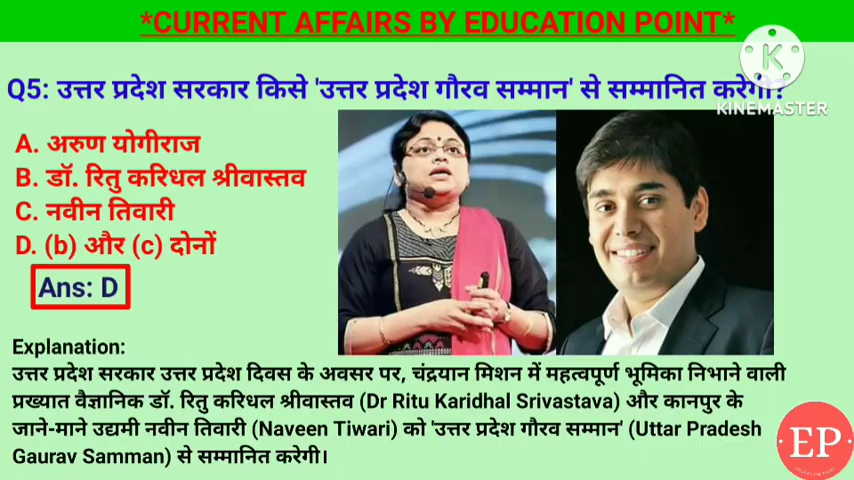 *CURRENT AFFAIRS BY EDUCATION POINT*
Q5: उत्तर प्रदेश सरकार किसे 'उत्तर प्रदेश गौरव सम्मान' से सम्मानित करेगी?
K
KINEMASTER
A. अरुण योगीराज
B. डॉ. रितु करिधल श्रीवास्तव
C. नवीन तिवारी
D. (b) और (c) दोनों
Ans: D
Explanation:
उत्तर प्रदेश सरकार उत्तर प्रदेश दिवस के अवसर पर, चंद्रयान मिशन में महत्वपूर्ण भूमिका निभाने वाली
प्रख्यात वैज्ञानिक डॉ. रितु करिधल श्रीवास्तव (Dr Ritu Karidhal Srivastava) और कानपुर के
जाने-माने उद्यमी नवीन तिवारी (Naveen Tiwari) को 'उत्तर प्रदेश गौरव सम्मान' (Uttar Pradesh
Gaurav Samman) से सम्मानित करेगी।
EP
EDUCATION POINT